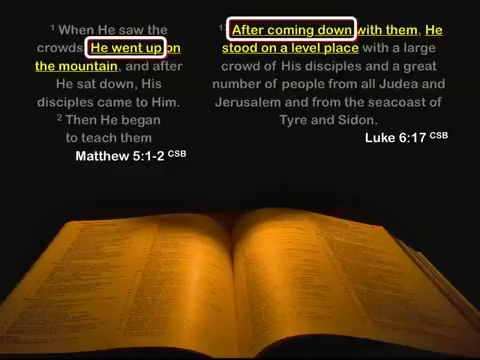 1 When He saw the
crowds, He went up on
the mountain, and after
He sat down, His
disciples came to Him.
2 Then He began
to teach them
Matthew 5:1-2 CSB
After coming down with them, He
stood on a level place with a large
crowd of His disciples and a great
number of people from all Judea and
Jerusalem and from the seacoast of
Tyre and Sidon.
Luke 6:17 CSB